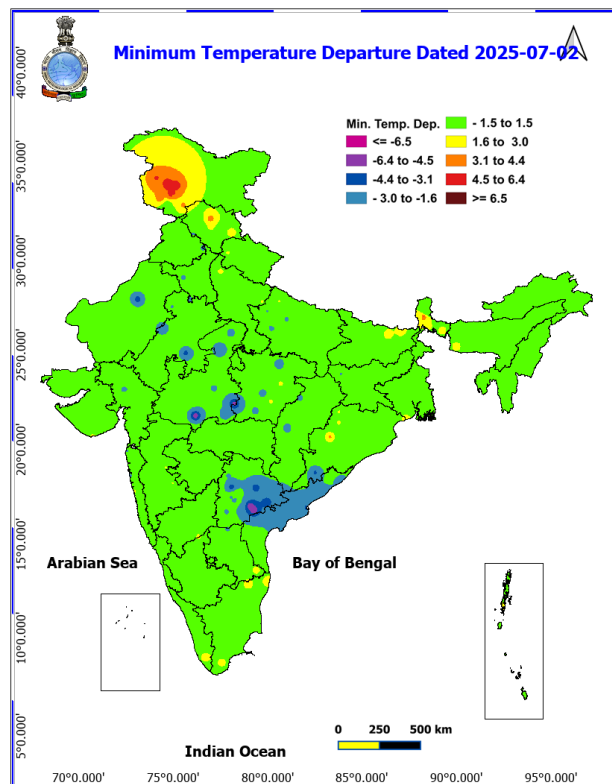 Minimum Temperature Departure Dated 2025-07-02
Min. Temp. Dep.
<= -6.5
-6.4 to -4.5
-4.4 to -3.1
- 3.0 to -1.6
- 1.5 to 1.5
1.6 to 3.0
3.1 to 4.4
4.5 to 6.4
>= 6.5
40°0.000'
35°0.000'
30°0.000'
25°0.000'
20°0.000'
15°0.000'
10°0.000'
5°0.000'
Arabian Sea
Bay of Bengal
Indian Ocean
0 250 500 km
70°0.000' 75°0.000' 80°0.000' 85°0.000' 90°0.000' 95°0.000'